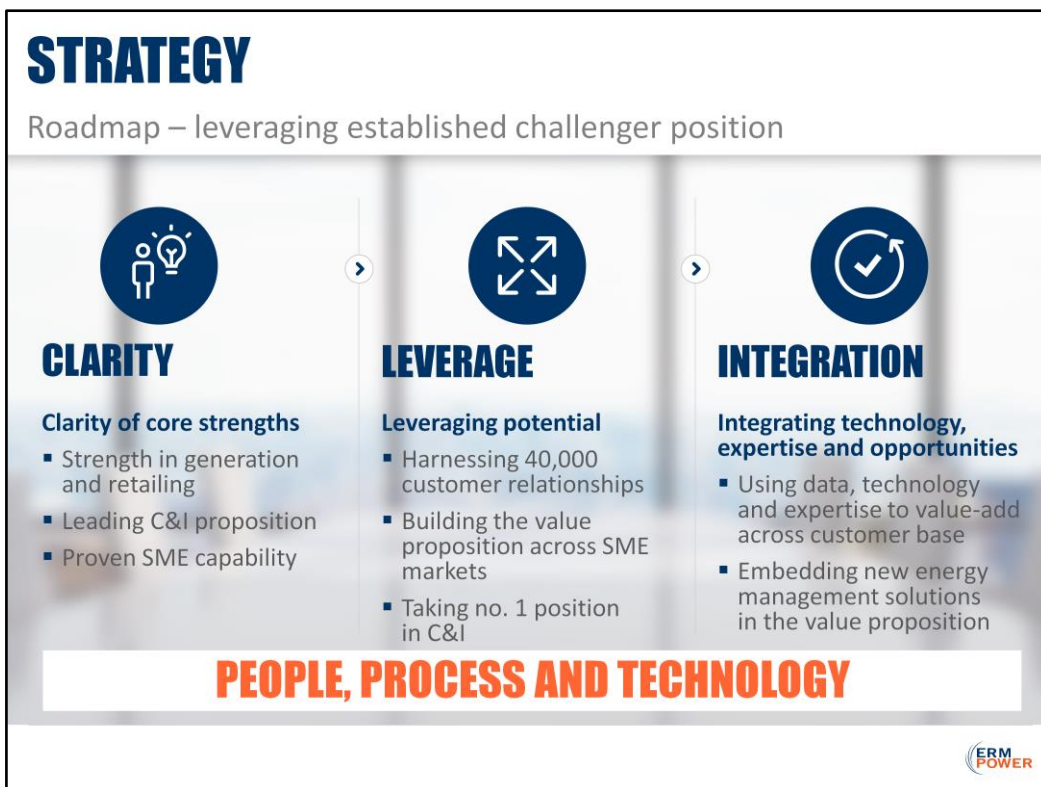 STRATEGY
Roadmap – leveraging established challenger position
CLARITY
Clarity of core strengths
▪ Strength in generation
and retailing
▪ Leading C&I proposition
▪ Proven SME capability
LEVERAGE
Leveraging potential
▪ Harnessing 40,000
customer relationships
▪ Building the value
proposition across SME
markets
▪ Taking no. 1 position
in C&I
INTEGRATION
Integrating technology,
expertise and opportunities
▪ Using data, technology
and expertise to value-add
across customer base
▪ Embedding new energy
management solutions
in the value proposition
PEOPLE, PROCESS AND TECHNOLOGY
ERM
POWER